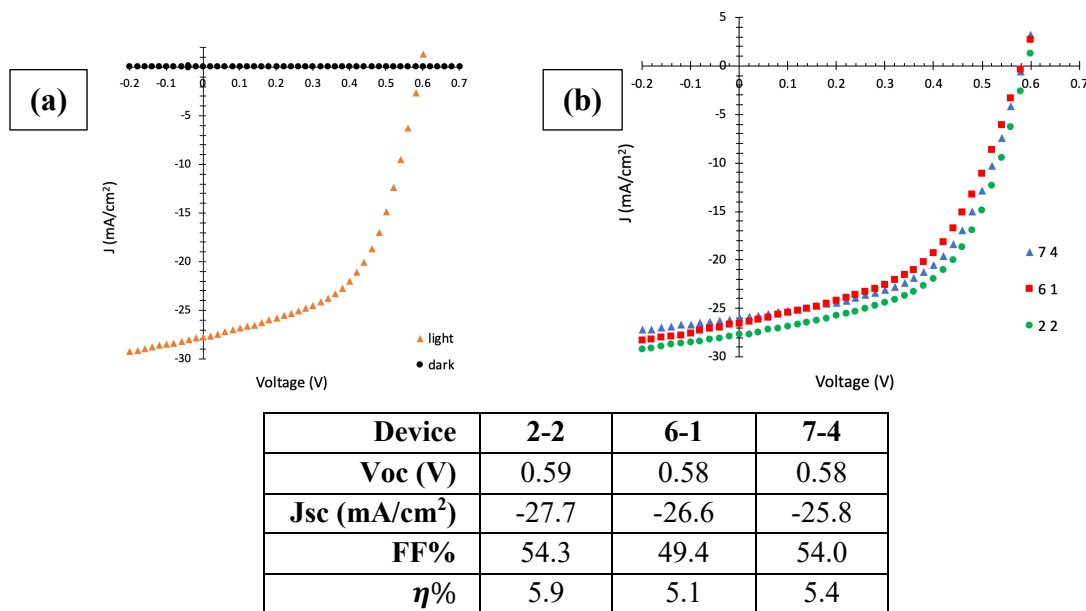 (a)
-0.2 -0.1 0 0.1 0.2 0.3 0.4 0.5 0.6 0.7
-5
-10
-15
-20
-25
-30
J (mA/cm²)
Voltage (V)
light
dark
(b)
5
0
-0.2 -0.1 0 0.1 0.2 0.3 0.4 0.5 0.6 0.7
-5
-10
-15
-20
-25
-30
J (mA/cm²)
Voltage (V)
7 4
6 1
2 2
Device 2-2 6-1 7-4
Voc (V) 0.59 0.58 0.58
Jsc (mA/cm²) -27.7 -26.6 -25.8
FF% 54.3 49.4 54.0
η% 5.9 5.1 5.4